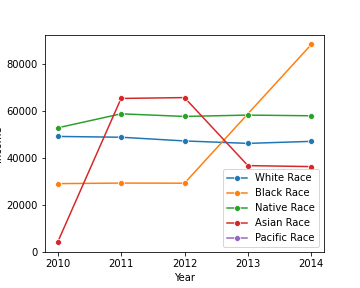 80000
60000
40000
20000
0
2010 2011 2012 2013 2014
Year
White Race
Black Race
Native Race
Asian Race
Pacific Race